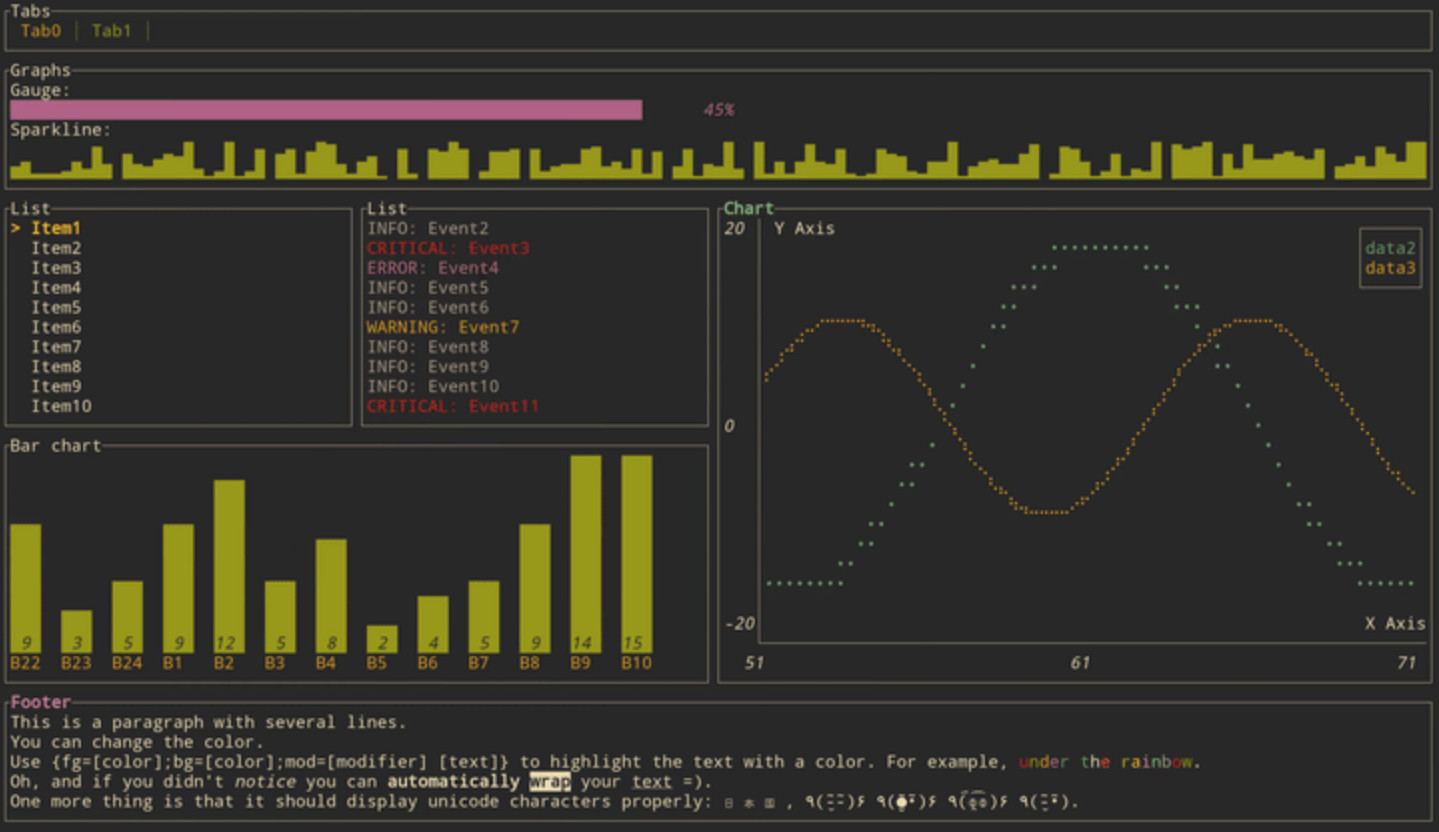 Tabs
Tab0 │ Tab1 │
Graphs
Gauge:
45%
Sparkline:
List
> Item1
Item2
Item3
Item4
Item5
Item6
Item7
Item8
Item9
Item10
List
INFO: Event2
CRITICAL: Event3
ERROR: Event4
INFO: Event5
INFO: Event6
WARNING: Event7
INFO: Event8
INFO: Event9
INFO: Event10
CRITICAL: Event11
Bar chart
9 3 5 9 12 5 8 2 4 5 9 14 15
B22 B23 B24 B1 B2 B3 B4 B5 B6 B7 B8 B9 B10
Chart
20 Y Axis
data2
data3
0
-20 X Axis
51 61 71
Footer
This is a paragraph with several lines.
You can change the color.
Use {fg=[color];bg=[color];mod=[modifier] [text]} to highlight the text with a color. For example, under the rainbow.
Oh, and if you didn't notice you can automatically wrap your text =).
One more thing is that it should display unicode characters properly: